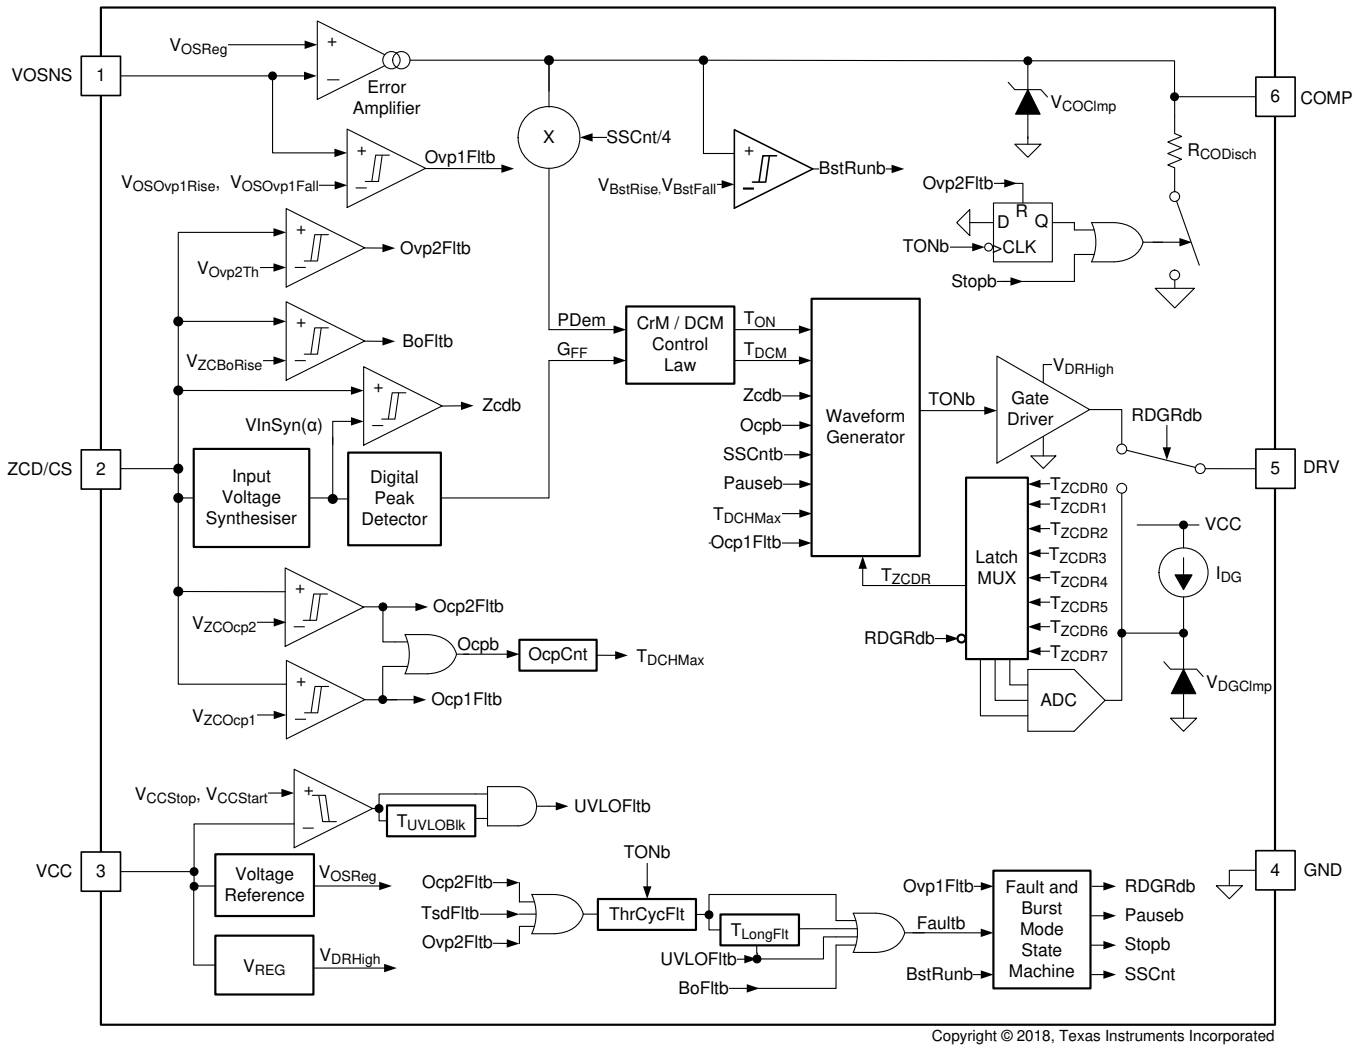 VOSNS
1
VOSReg
+
−
Error
Amplifier
+
−
Ovp1Fltb
VOSOvp1Rise, VOSOvp1Fall
X
SSCnt/4
+
−
BstRunb
VBstRise,VBstFall
VCOClmp
6
COMP
RCODisch
Ovp2Fltb
R
D
Q
CLK
TONb
Stopb
+
−
Ovp2Fltb
VOvp2Th
+
−
BoFltb
VZCBoRise
+
−
Zcdb
VInSyn(α)
ZCD/CS
2
Input
Voltage
Synthesiser
Digital
Peak
Detector
PDem
GFF
CrM / DCM
Control
Law
TON
TDCM
Zcdb
Ocpb
SSCntb
Pauseb
TDCHMax
Ocp1Fltb
Waveform
Generator
TONb
VDRHigh
Gate
Driver
RDGRdb
5
DRV
TZCDR
Latch
MUX
RDGRdb
TZCDR0
TZCDR1
TZCDR2
TZCDR3
TZCDR4
TZCDR5
TZCDR6
TZCDR7
VCC
IDG
ADC
VDGClmp
+
−
Ocp2Fltb
VZCOcp2
Ocpb
OcpCnt
TDCHMax
+
−
Ocp1Fltb
VZCOcp1
VCCStop, VCCStart
+
−
TUVLOBlk
UVLOFltb
VCC
3
Voltage
Reference
VOSReg
VREG
VDRHigh
Ocp2Fltb
TsdFltb
Ovp2Fltb
TONb
ThrCycFlt
TLongFlt
UVLOFltb
BoFltb
Faultb
Ovp1Fltb
BstRunb
Fault and
Burst
Mode
State
Machine
RDGRdb
Pauseb
Stopb
SSCnt
4
GND
Copyright © 2018, Texas Instruments Incorporated